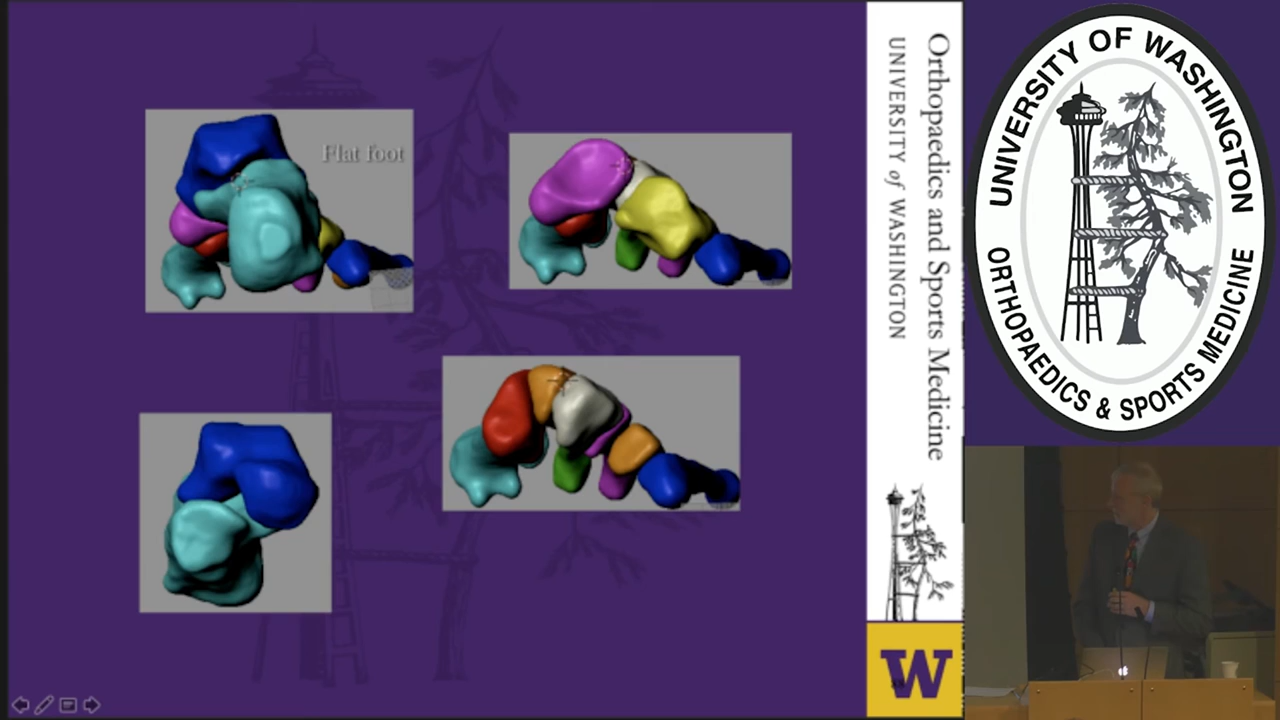 Flat foot
Orthopaedics and Sports Medicine
UNIVERSITY of WASHINGTON
W
UNIVERSITY OF WASHINGTON
ORTHOPAEDICS & SPORTS MEDICINE